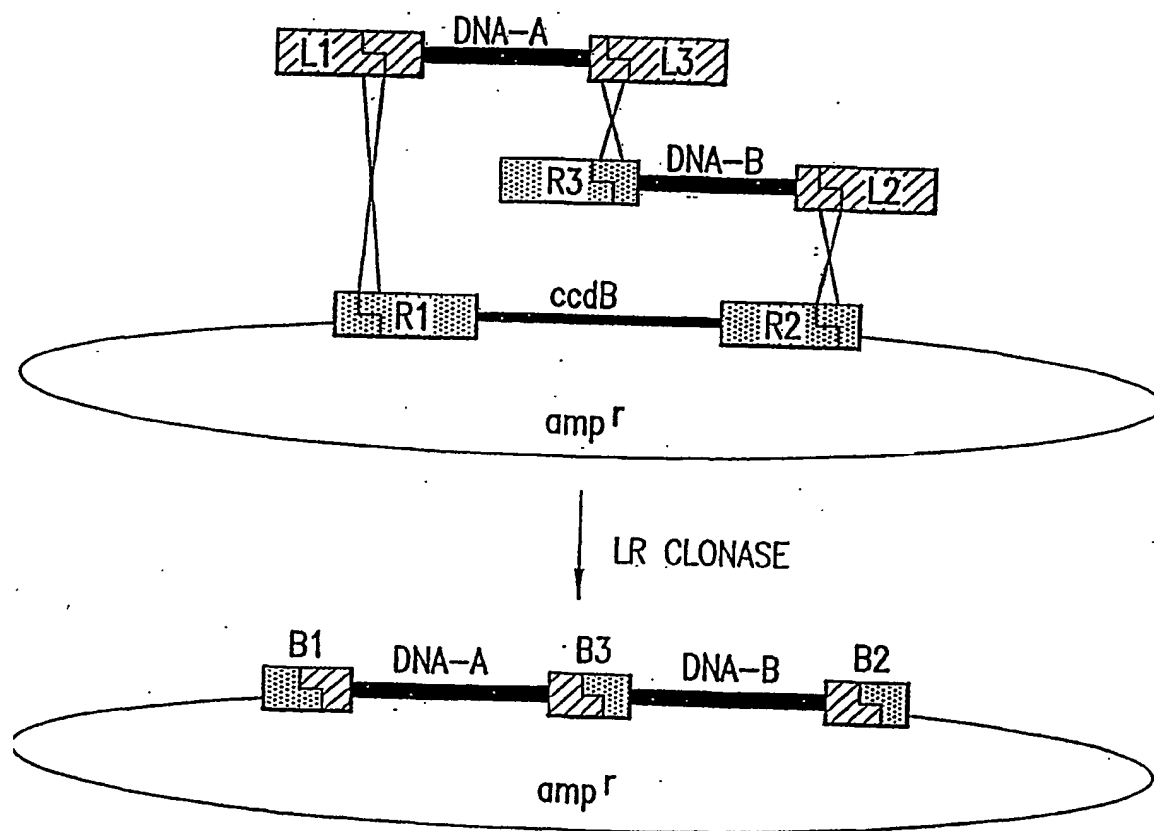 DNA-A
L1
L3
DNA-B
R3
L2
ccdB
R1
R2
amp r
LR CLONASE
B1
DNA-A
B3
DNA-B
B2
amp r